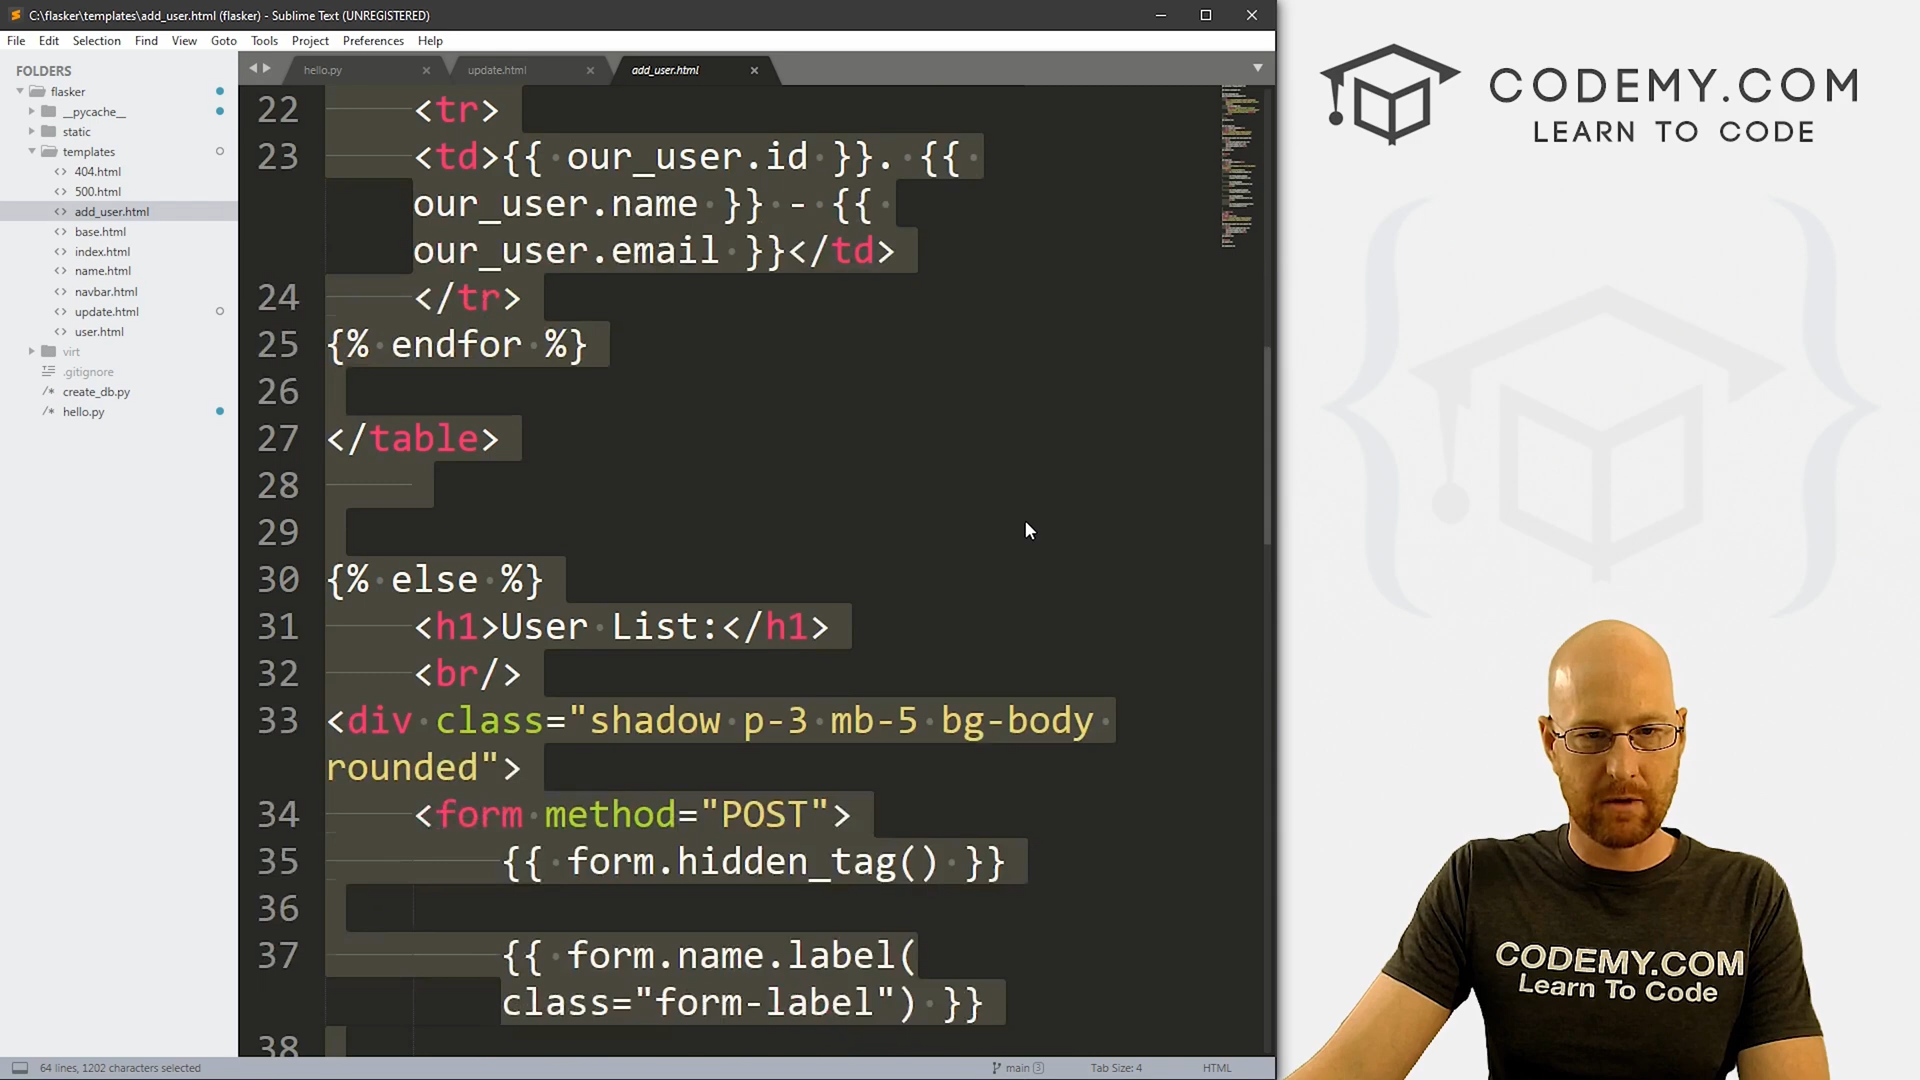 C:\flasker\templates\add_user.html (flasker) - Sublime Text (UNREGISTERED)
File Edit Selection Find View Goto Tools Project Preferences Help
FOLDERS
flasker
__pycache__
static
templates
404.html
500.html
add_user.html
base.html
index.html
name.html
navbar.html
update.html
user.html
virt
.gitignore
create_db.py
hello.py
hello.py update.html add_user.html
22 <tr>
23 <td>{{ our_user.id }}. {{
our_user.name }} - {{
our_user.email }}</td>
24 </tr>
25 {% endfor %}
26
27 </table>
28
29
30 {% else %}
31 <h1>User List:</h1>
32 <br/>
33 <div class="shadow p-3 mb-5 bg-body
rounded">
34 <form method="POST">
35 {{ form.hidden_tag() }}
36
37 {{ form.name.label(
class="form-label") }}
38
64 lines, 1202 characters selected
main 3
Tab Size: 4
HTML
CODEMY.COM
LEARN TO CODE
CODEMY.COM
Learn To Code